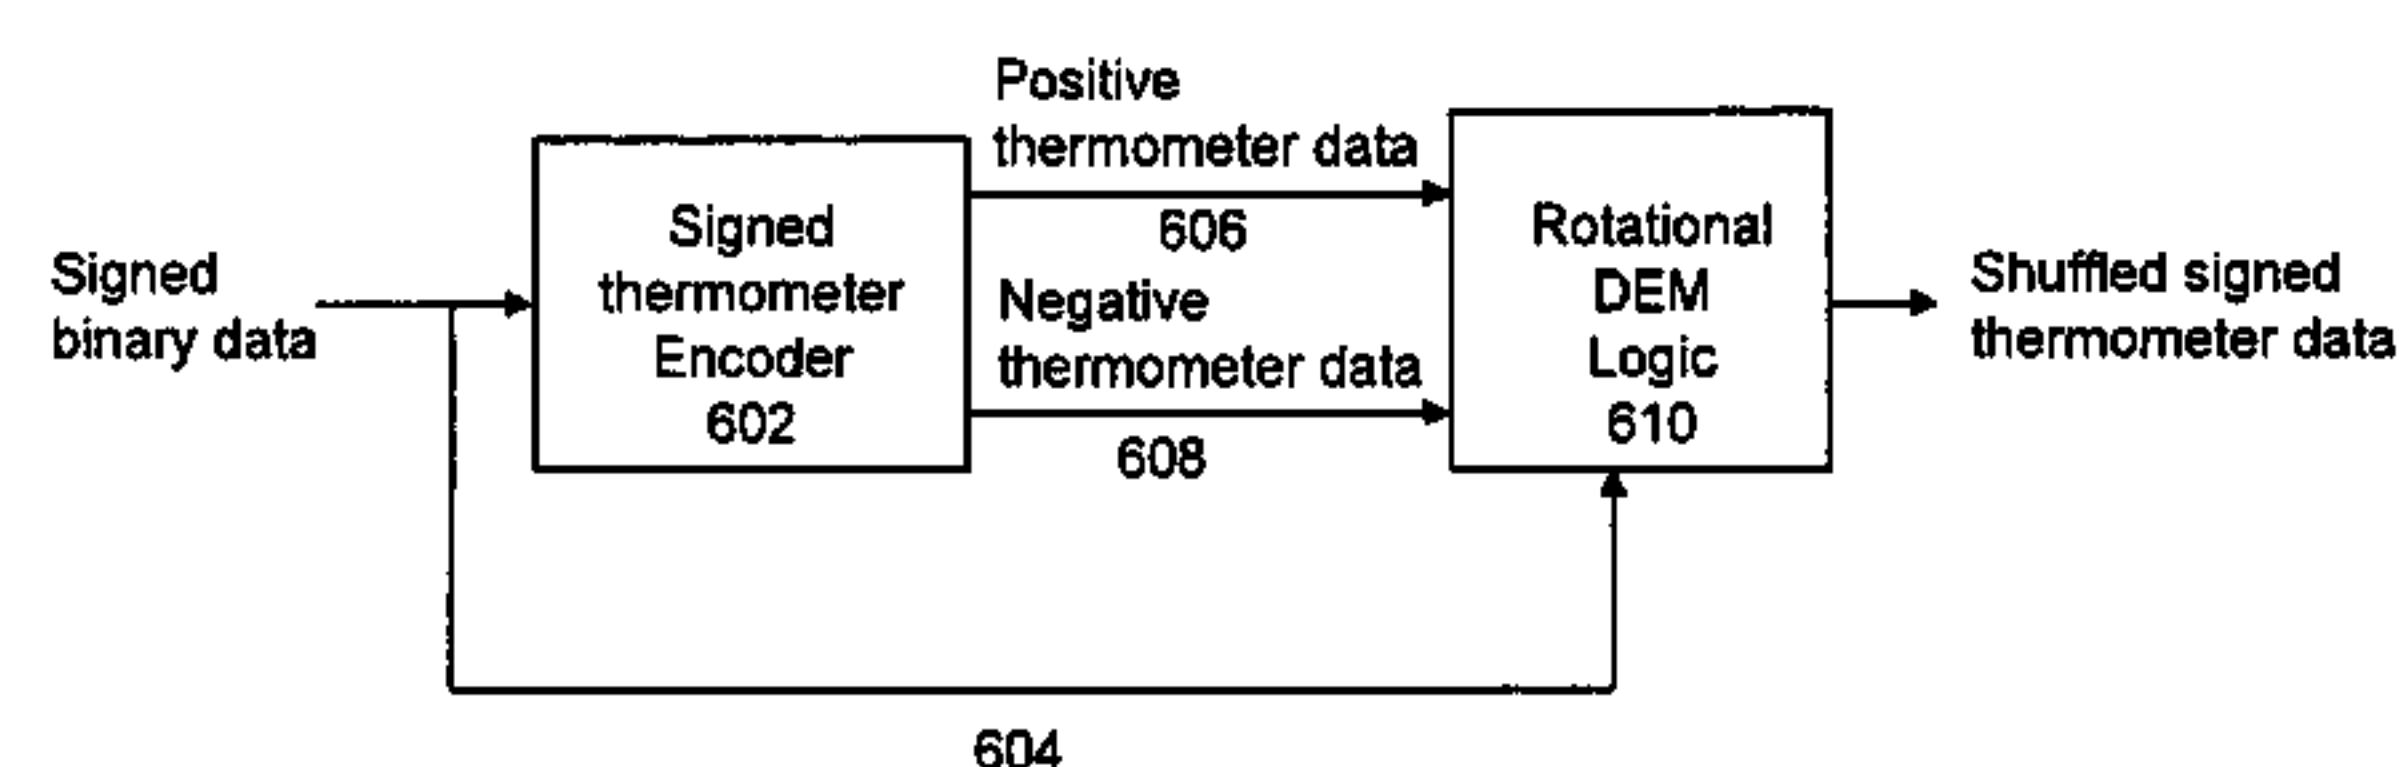 Signed
binary data
Signed
thermometer
Encoder
602
Positive
thermometer data
606
Negative
thermometer data
608
Rotational
DEM
Logic
610
Shuffled signed
thermometer data
604